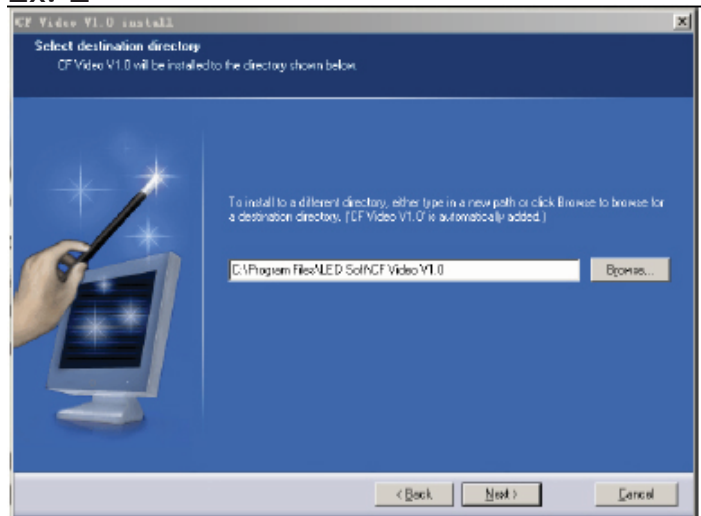 CF Video V1.0 install
Select destination directory
CF Video V1.0 will be installed to the directory shown below.
To install to a different directory, either type in a new path or click Browse to browse for
a destination directory. ('CF Video V1.0' is automatically added.)
C:\Program Files\LED Soft\CF Video V1.0
Browse...
< Back
Next >
Cancel